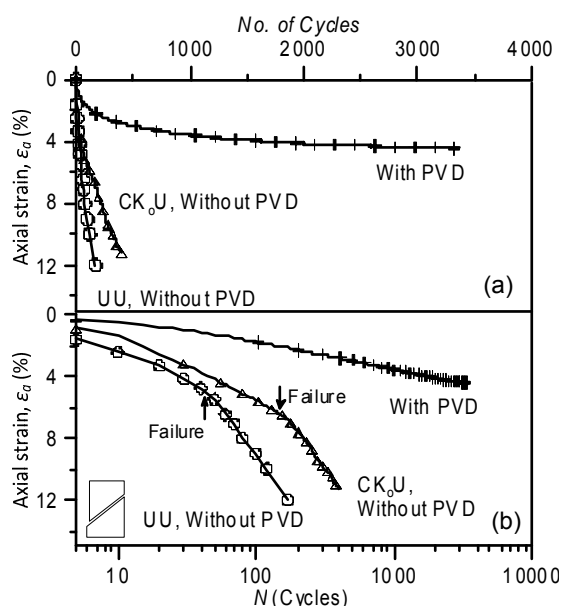 No. of Cycles
0 1000 2000 3000 4000
Axial strain, εa (%)
0
4
8
12
With PVD
CKoU, Without PVD
UU, Without PVD
(a)
Axial strain, εa (%)
0
4
8
12
Failure
Failure
With PVD
CKoU,
Without PVD
UU, Without PVD
(b)
10 100 1000 10000
N (Cycles)